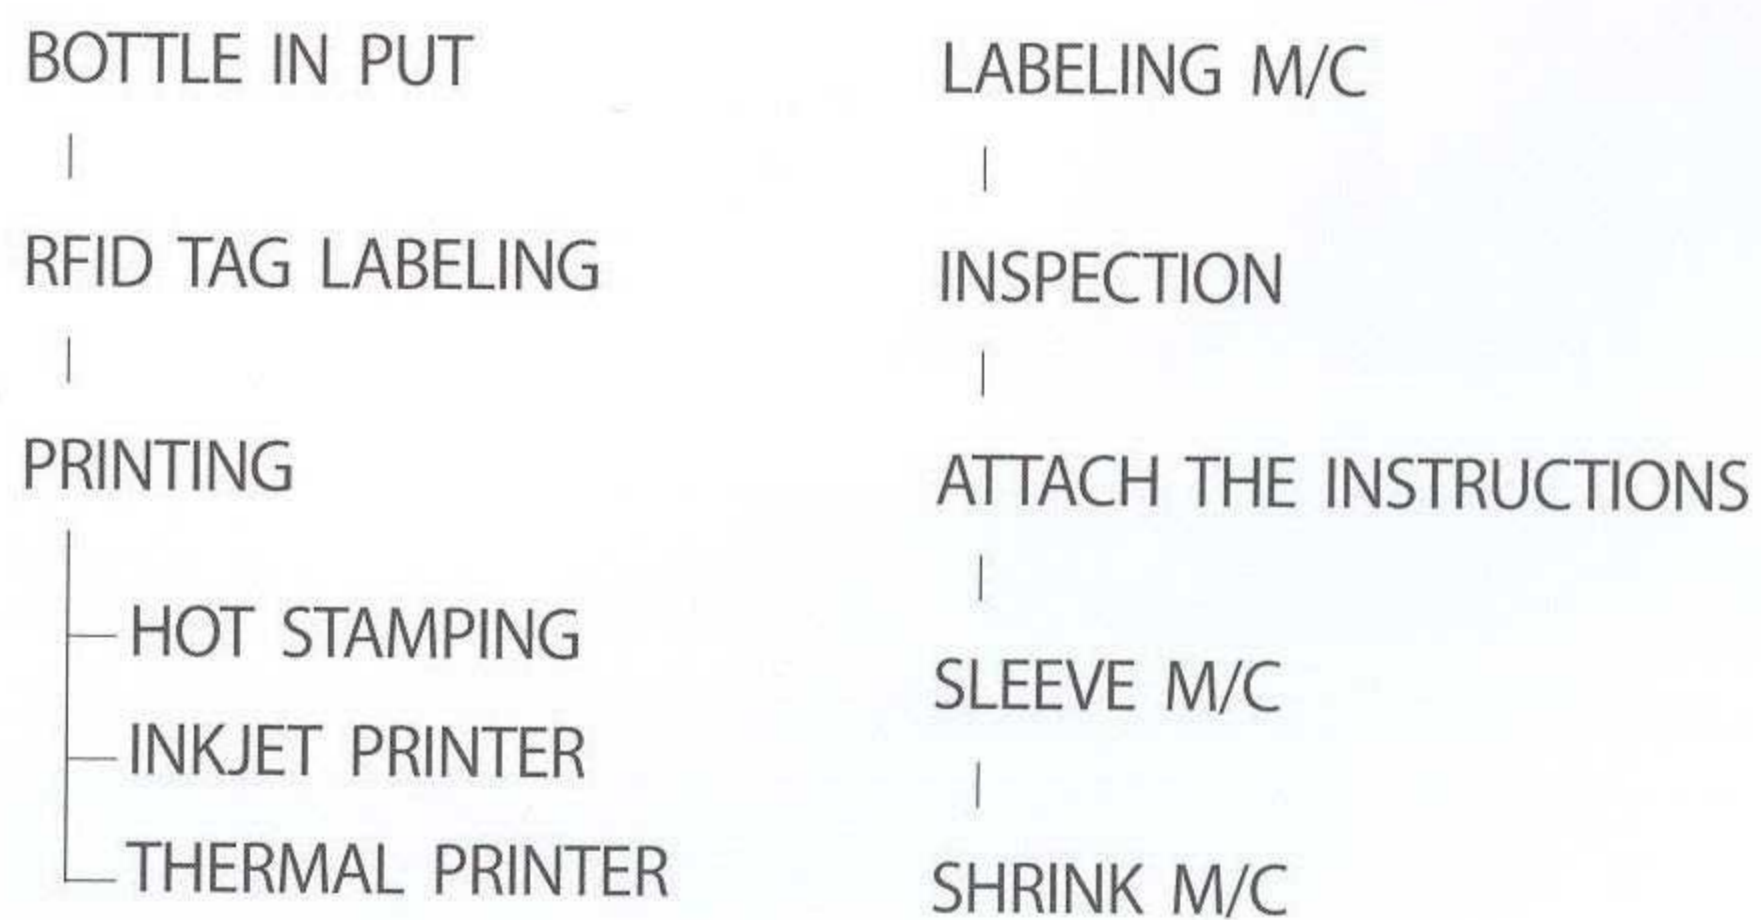 BOTTLE IN PUT
RFID TAG LABELING
PRINTING
HOT STAMPING
INKJET PRINTER
THERMAL PRINTER
LABELING M/C
INSPECTION
ATTACH THE INSTRUCTIONS
SLEEVE M/C
SHRINK M/C